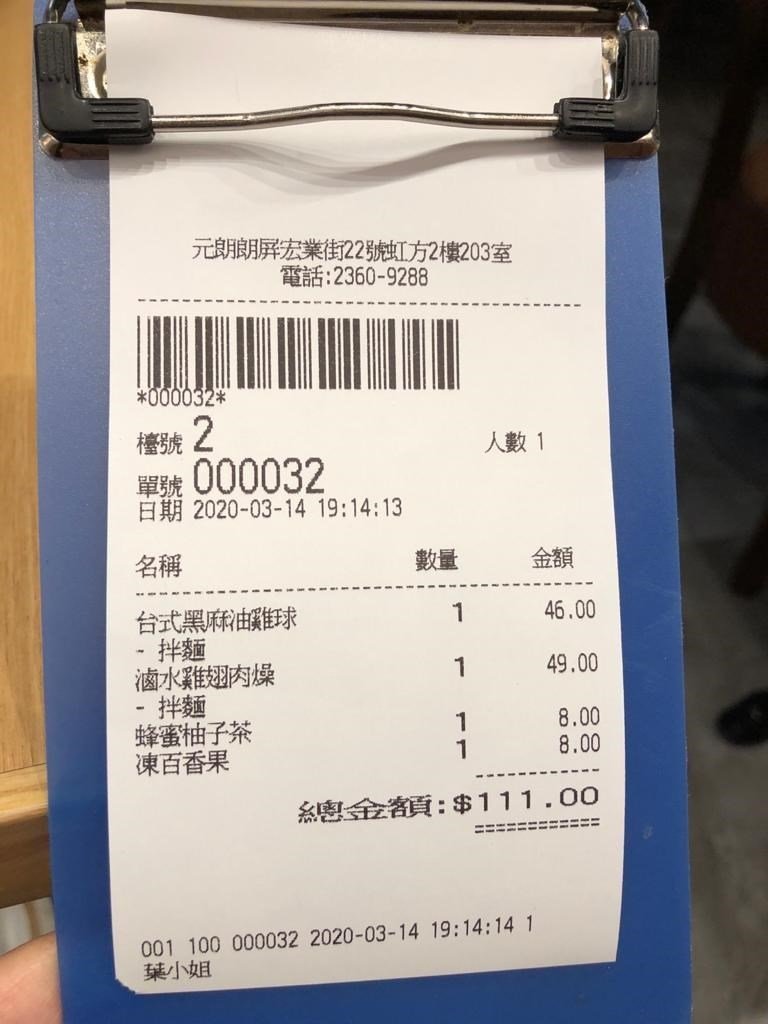 元朗朗屏宏業街22號虹方2樓203室
電話:2360-9288
*000032*
檯號 2 人數 1
單號 000032
日期 2020-03-14 19:14:13
名稱 數量 金額
台式黑麻油雞球 1 46.00
- 拌麵
滷水雞翅肉燥 1 49.00
- 拌麵
蜂蜜柚子茶 1 8.00
凍百香果 1 8.00
總金額:$111.00
001 100 000032 2020-03-14 19:14:14 1
葉小姐